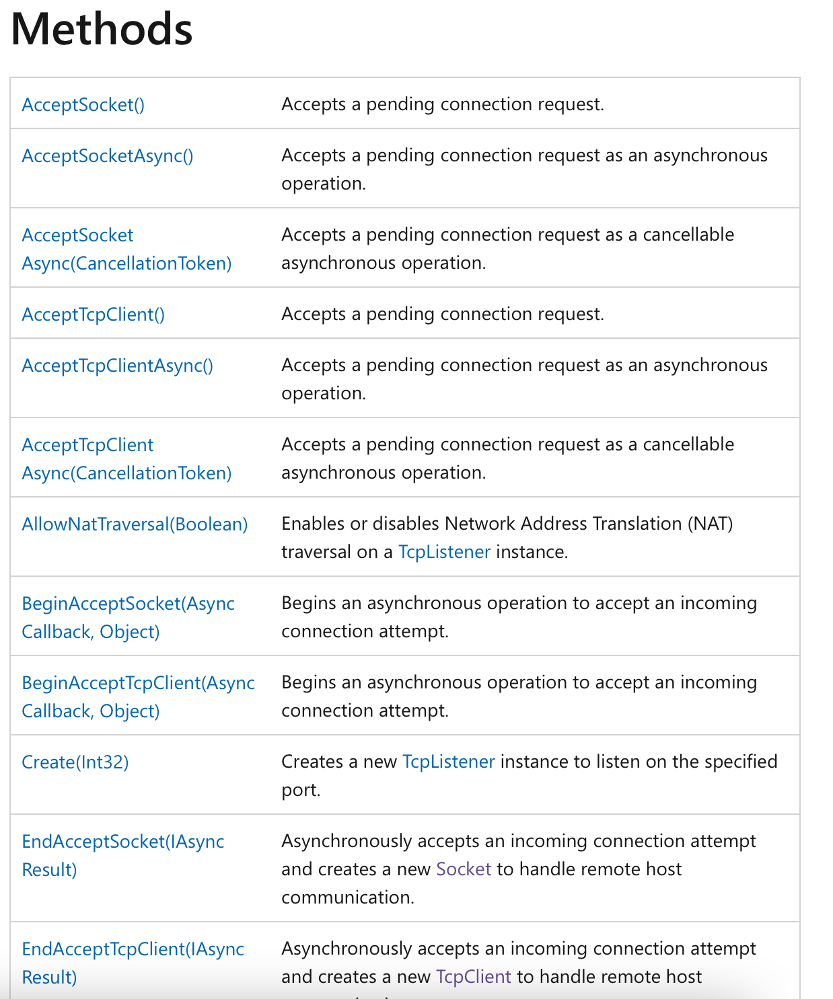 Methods
AcceptSocket() Accepts a pending connection request.
AcceptSocketAsync() Accepts a pending connection request as an asynchronous
operation.
AcceptSocket Accepts a pending connection request as a cancellable
Async(CancellationToken) asynchronous operation.
AcceptTcpClient() Accepts a pending connection request.
AcceptTcpClientAsync() Accepts a pending connection request as an asynchronous
operation.
AcceptTcpClient Accepts a pending connection request as a cancellable
Async(CancellationToken) asynchronous operation.
AllowNatTraversal(Boolean) Enables or disables Network Address Translation (NAT)
traversal on a TcpListener instance.
BeginAcceptSocket(Async Begins an asynchronous operation to accept an incoming
Callback, Object) connection attempt.
BeginAcceptTcpClient(Async Begins an asynchronous operation to accept an incoming
Callback, Object) connection attempt.
Create(Int32) Creates a new TcpListener instance to listen on the specified
port.
EndAcceptSocket(IAsync Asynchronously accepts an incoming connection attempt
Result) and creates a new Socket to handle remote host
communication.
EndAcceptTcpClient(IAsync Asynchronously accepts an incoming connection attempt
Result) and creates a new TcpClient to handle remote host